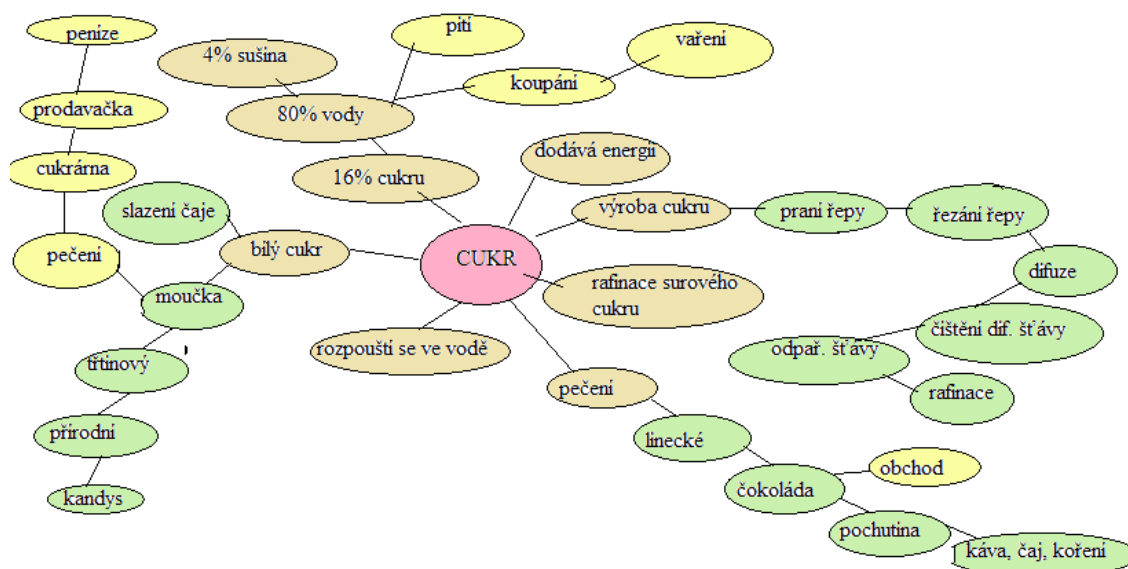 peníze
pití
4% sušina
vaření
koupání
prodavačka
80% vody
dodává energii
cukrárna
16% cukru
slazení čaje
výroba cukru
praní řepy
řezání řepy
pečení
bílý cukr
CUKR
difuze
moučka
rafinace surového
cukru
čištění dif. šťávy
rozpouští se ve vodě
odpař. šťávy
třtinový
pečení
rafinace
přírodní
linecké
obchod
čokoláda
kandys
pochutina
káva, čaj, koření